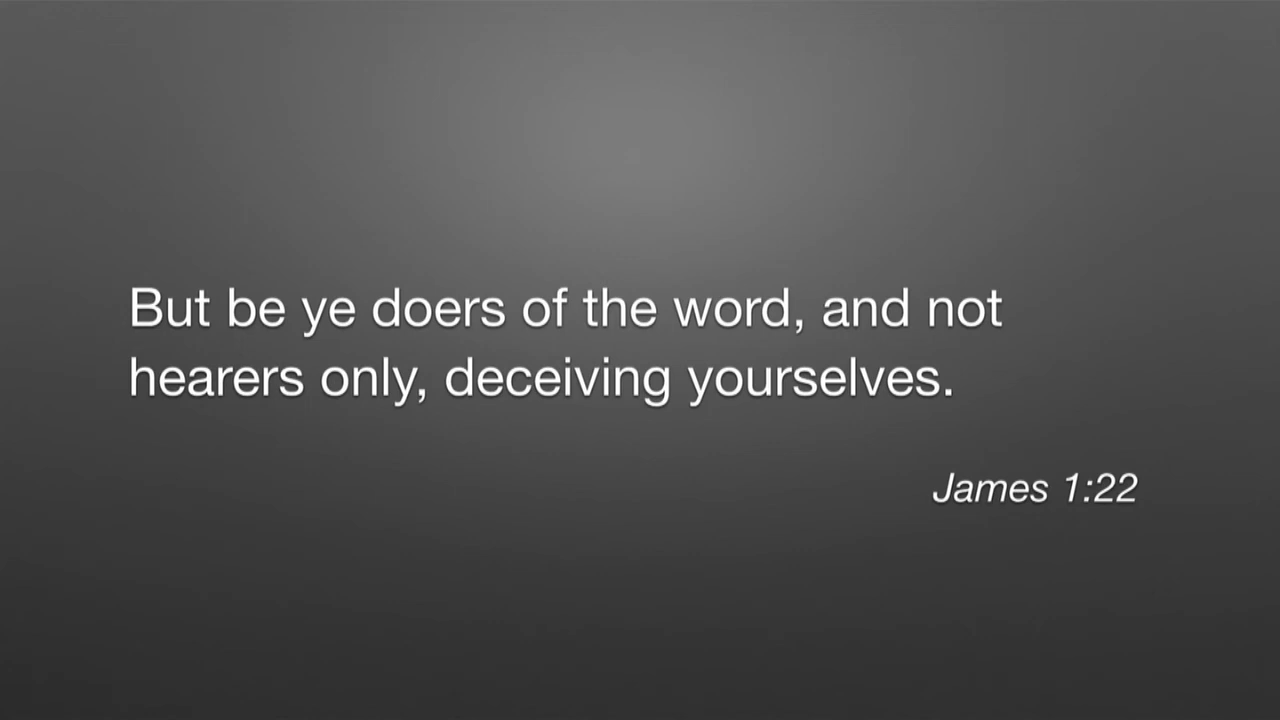 But be ye doers of the word, and not
hearers only, deceiving yourselves.
James 1:22